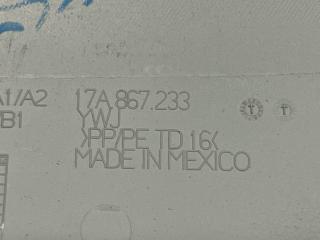 A1/A2 17A.867.233
/B1 YWJ
>PP/PE TD 16<
MADE IN MEXICO